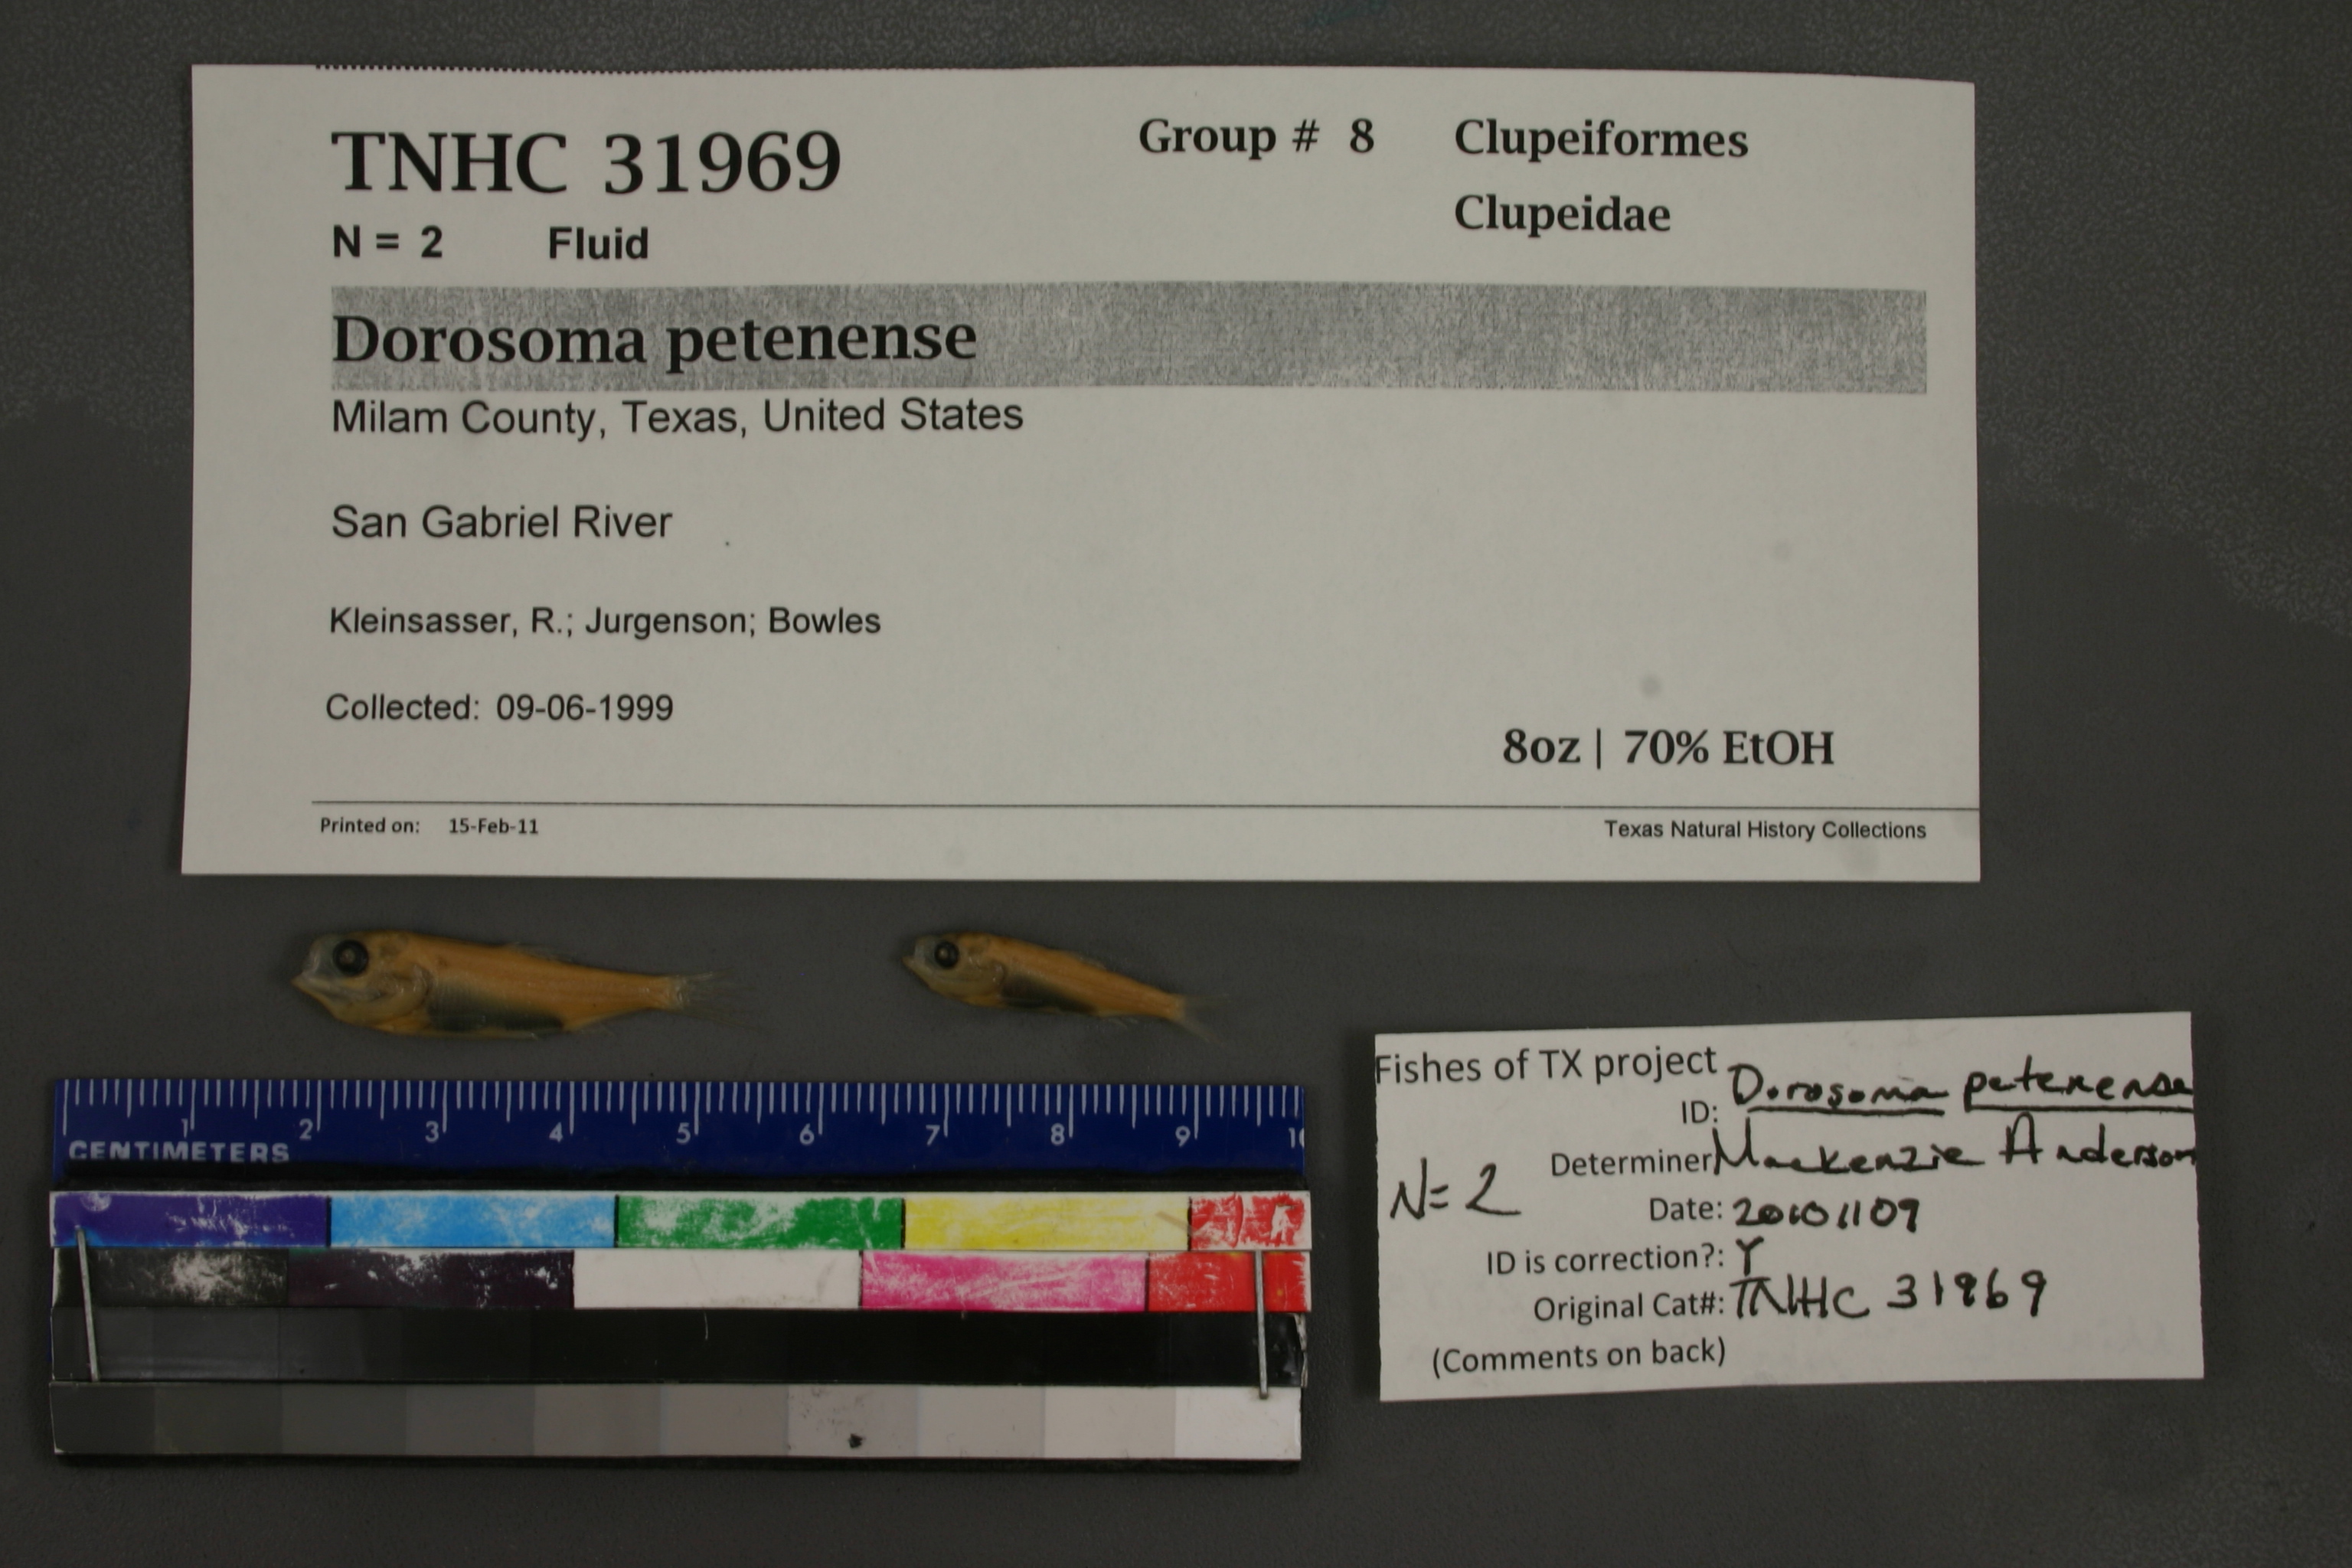 TNHC 31969
Group # 8
Clupeiformes
Clupeidae
N = 2 Fluid
Dorosoma petenense
Milam County, Texas, United States
San Gabriel River
Kleinsasser, R.; Jurgenson; Bowles
Collected: 09-06-1999
8oz | 70% EtOH
Printed on: 15-Feb-11
Texas Natural History Collections
1 2 3 4 5 6 7 8 9 10
CENTIMETERS
Fishes of TX project
ID: Dorosoma petenense
Determiner Mackenzie Anderson
N=2
Date: 20101109
ID is correction?: Y
Original Cat#: TNHC 31969
(Comments on back)